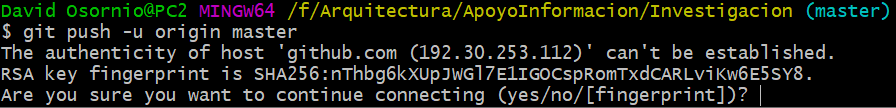 David Osornio@PC2 MINGW64 /f/Arquitectura/ApoyoInformacion/Investigacion (master)
$ git push -u origin master
The authenticity of host 'github.com (192.30.253.112)' can't be established.
RSA key fingerprint is SHA256:nThbg6kXUpJWGl7E1IGOCspRomTxdCARLviKw6E5SY8.
Are you sure you want to continue connecting (yes/no/[fingerprint])?